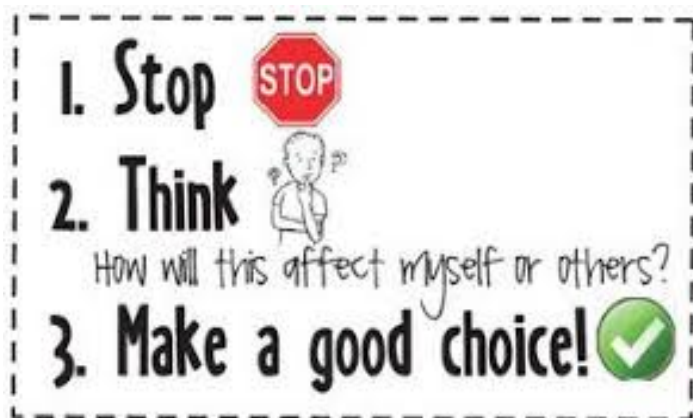 1. Stop STOP
2. Think ? ??
How will this affect myself or others?
3. Make a good choice!